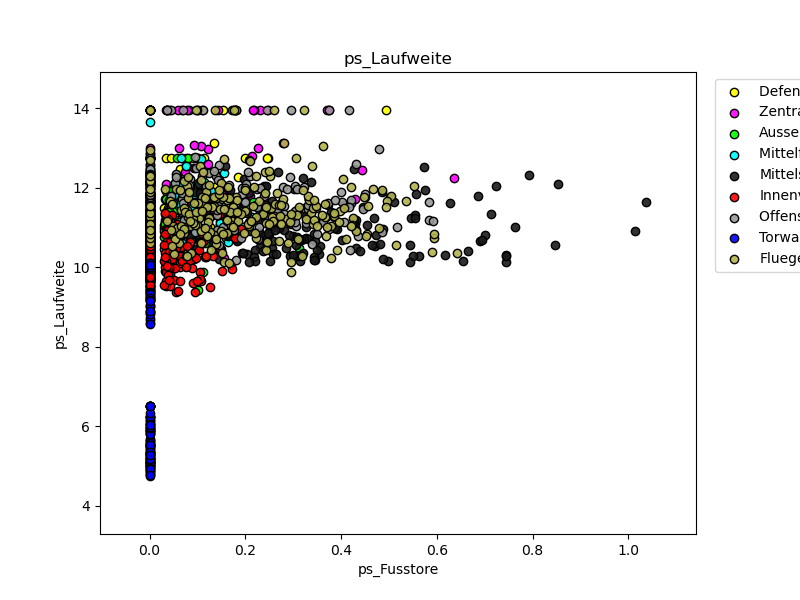 ps_Laufweite
14
12
10
8
6
4
ps_Laufweite
0.0 0.2 0.4 0.6 0.8 1.0
ps_Fusstore
Defen
Zentra
Ausse
Mittelf
Mittels
Innenv
Offens
Torwa
Fluege